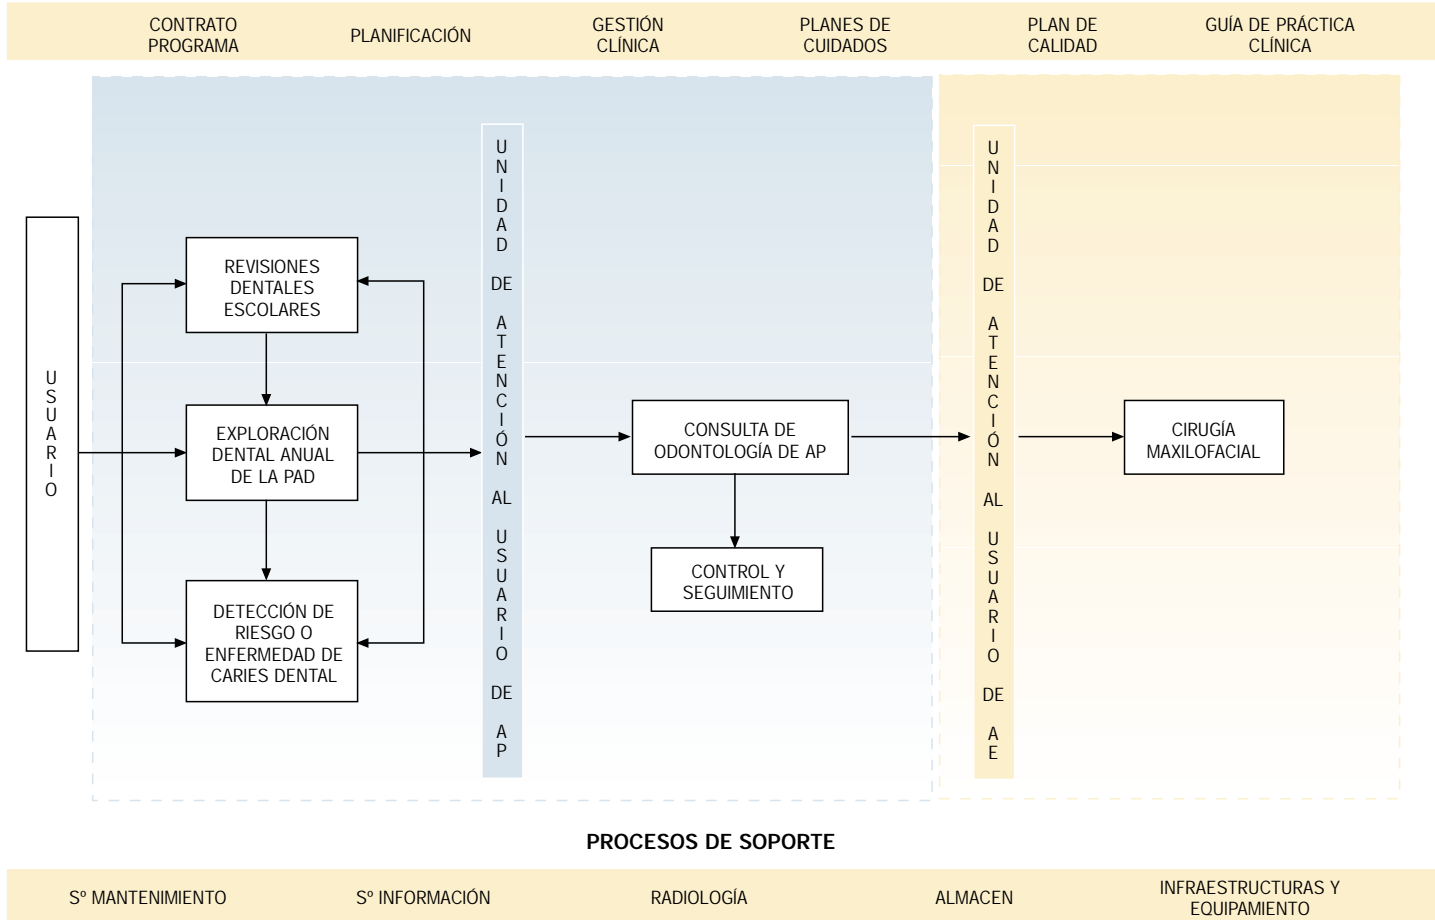 CONTRATO
PROGRAMA
PLANIFICACIÓN
GESTIÓN
CLÍNICA
PLANES DE
CUIDADOS
PLAN DE
CALIDAD
GUÍA DE PRÁCTICA
CLÍNICA
USUARIO
REVISIONES
DENTALES
ESCOLARES
EXPLORACIÓN
DENTAL ANUAL
DE LA PAD
DETECCIÓN DE
RIESGO O
ENFERMEDAD DE
CARIES DENTAL
UNIDAD DE ATENCIÓN AL USUARIO DE AP
CONSULTA DE
ODONTOLOGÍA DE AP
CONTROL Y
SEGUIMIENTO
UNIDAD DE ATENCIÓN AL USUARIO DE AE
CIRUGÍA
MAXILOFACIAL
PROCESOS DE SOPORTE
Sº MANTENIMIENTO
Sº INFORMACIÓN
RADIOLOGÍA
ALMACEN
INFRAESTRUCTURAS Y
EQUIPAMIENTO